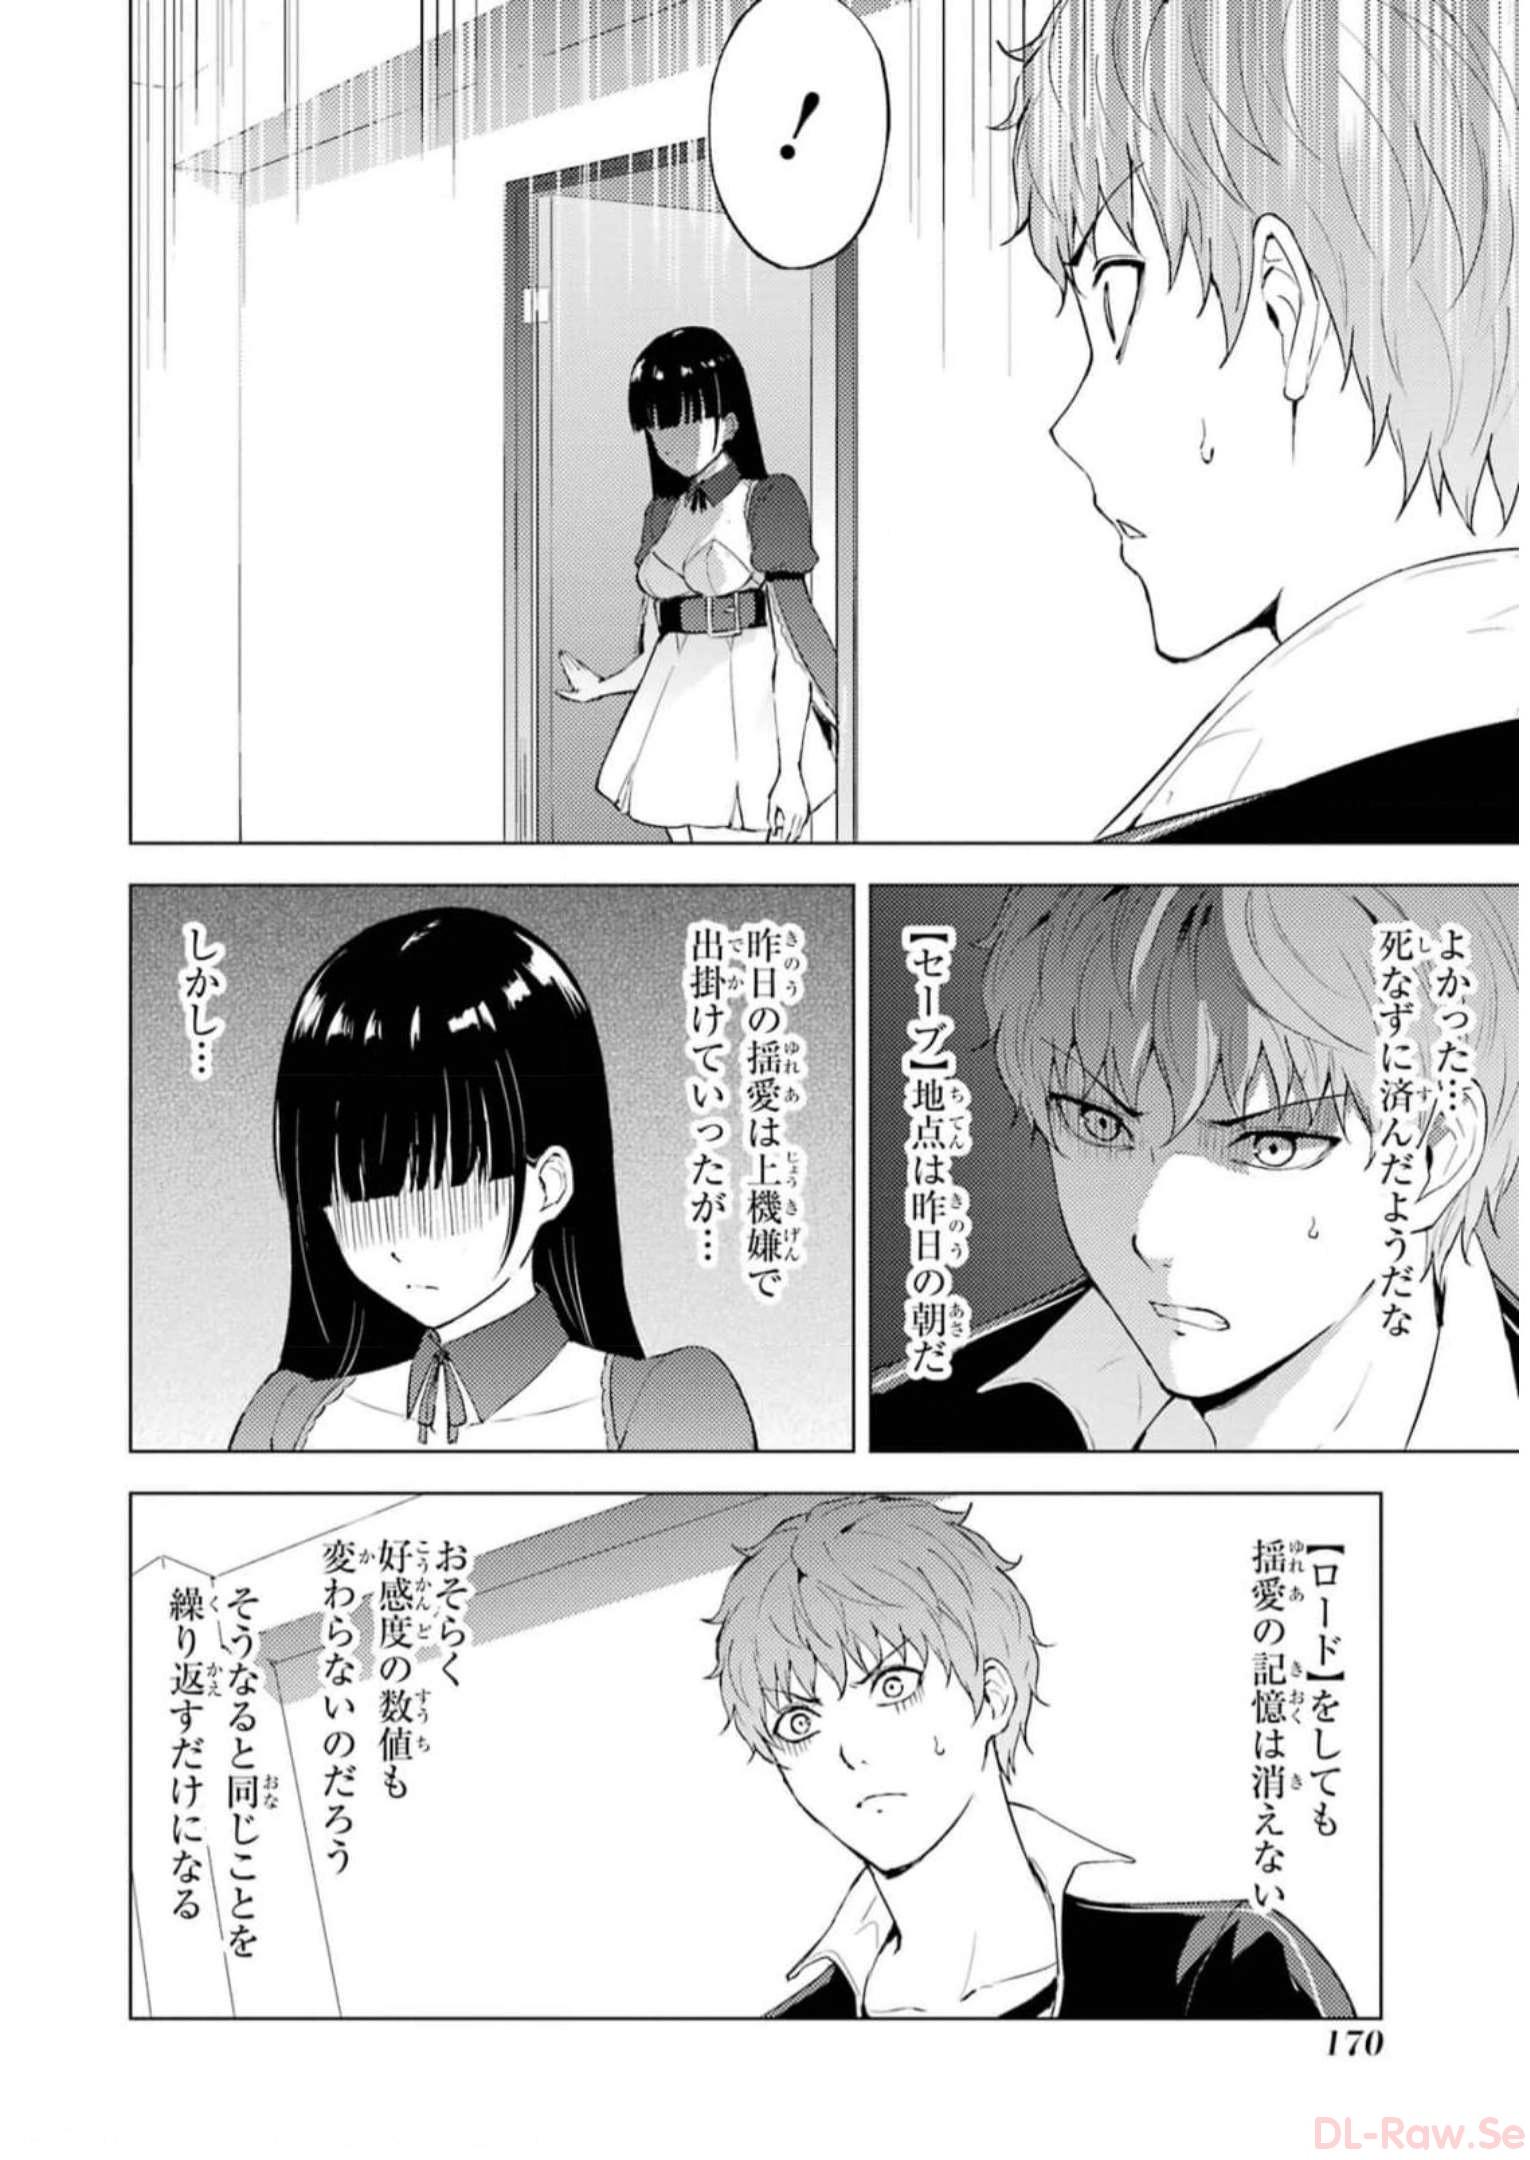 ！
よかった…
死なずに済んだようだな
【セーブ】地点は昨日の朝だ
昨日の揺愛は上機嫌で
出掛けていったが…
しかし…
【ロード】をしても
揺愛の記憶は消えない
おそらく
好感度の数値も
変わらないのだろう
そうなると同じことを
繰り返すだけになる
170
DL-Raw.Se